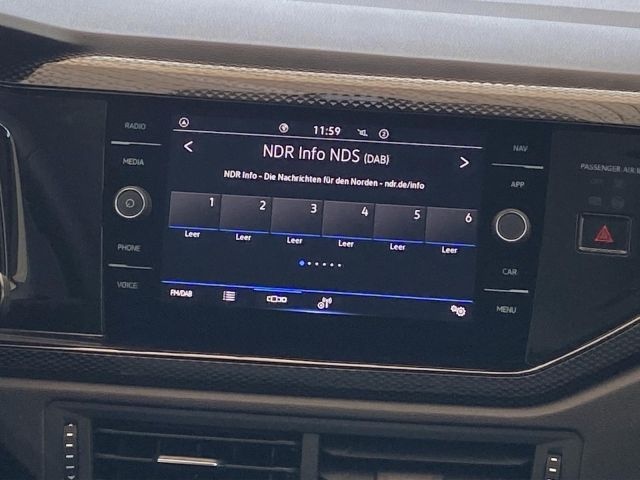 RADIO
MEDIA
PHONE
VOICE
11:59
2
NDR Info NDS (DAB)
NDR Info - Die Nachrichten für den Norden - ndr.de/info
1 2 3 4 5 6
Leer Leer Leer Leer Leer Leer
FM/DAB
NAV
APP
CAR
MENU
PASSENGER AIR